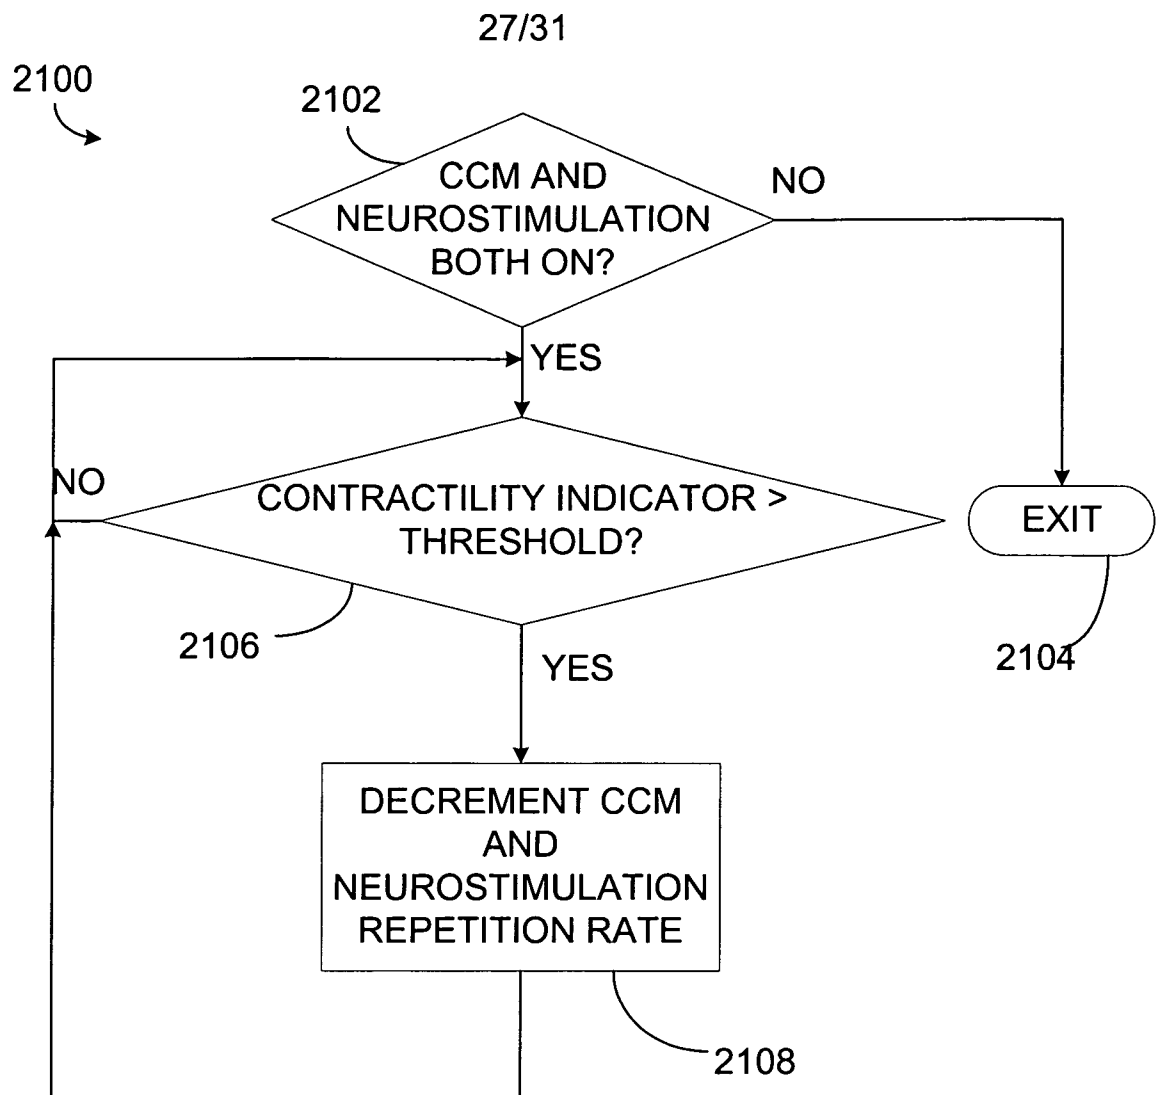 27/31
2100
2102
CCM AND
NEUROSTIMULATION
BOTH ON?
NO
YES
NO
CONTRACTILITY INDICATOR >
THRESHOLD?
EXIT
2106
2104
YES
DECREMENT CCM
AND
NEUROSTIMULATION
REPETITION RATE
2108